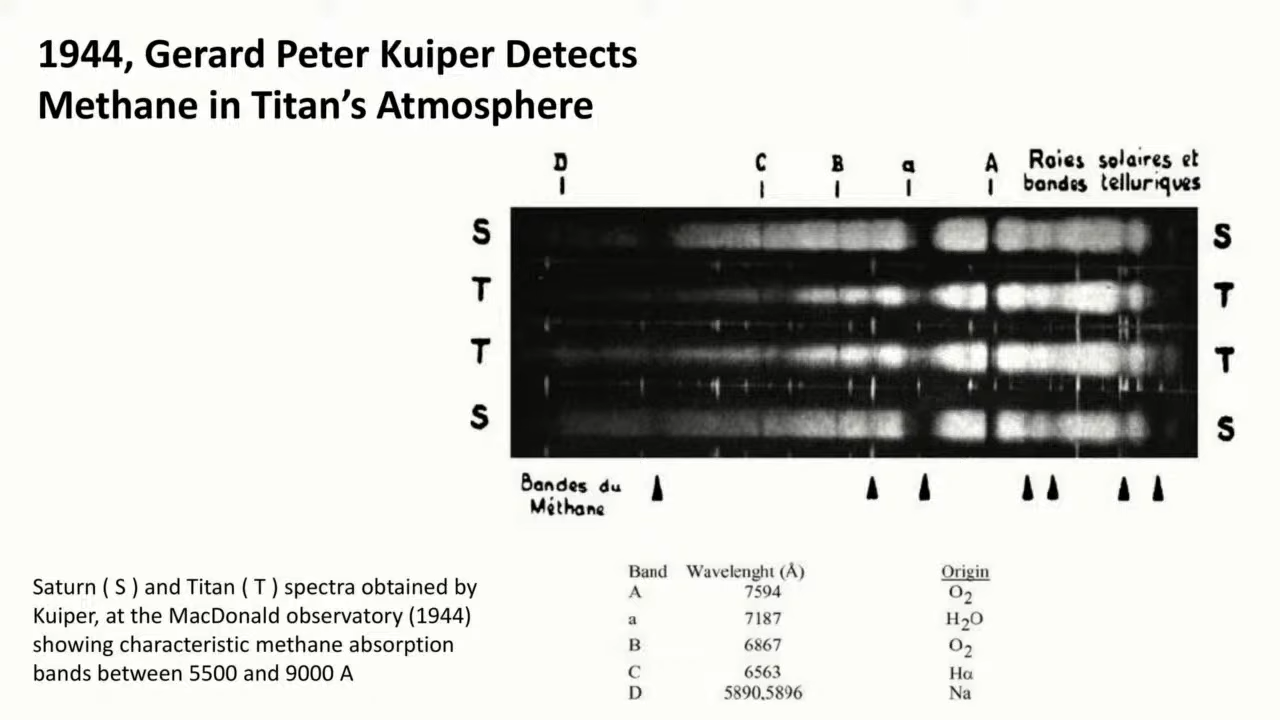 1944, Gerard Peter Kuiper Detects
Methane in Titan's Atmosphere
D C B a A Raies solaires et
bandes telluriques
S S
T T
T T
S S
Bandes du
Méthane
Saturn ( S ) and Titan ( T ) spectra obtained by
Kuiper, at the MacDonald observatory (1944)
showing characteristic methane absorption
bands between 5500 and 9000 A
Band Wavelenght (Å) Origin
A 7594 O2
a 7187 H2O
B 6867 O2
C 6563 Hα
D 5890,5896 Na